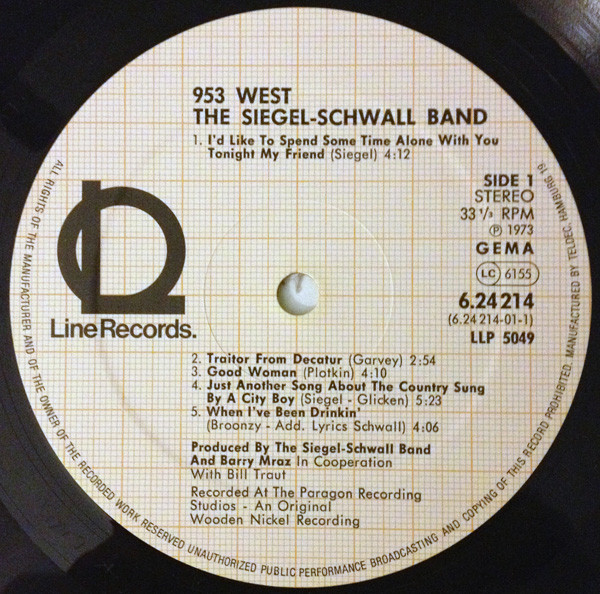 953 WEST
THE SIEGEL-SCHWALL BAND
1. I'd Like To Spend Some Time Alone With You
Tonight My Friend (Siegel) 4:12
SIDE 1
STEREO
33 1/3 RPM
Ⓟ 1973
GEMA
LC 6155
6.24214
(6.24 214-01-1)
LLP 5049
LineRecords.
2. Traitor From Decatur (Garvey) 2:54
3. Good Woman (Plotkin) 4:10
4. Just Another Song About The Country Sung
By A City Boy (Siegel - Glicken) 5:23
5. When I've Been Drinkin'
(Broonzy - Add. Lyrics Schwall) 4:06
Produced By The Siegel-Schwall Band
And Barry Mraz In Cooperation
With Bill Traut
Recorded At The Paragon Recording
Studios - An Original
Wooden Nickel Recording
ALL RIGHTS OF THE MANUFACTURER AND OF THE OWNER OF THE RECORDED WORK RESERVED UNAUTHORIZED PUBLIC PERFORMANCE BROADCASTING AND COPYING OF THIS RECORD PROHIBITED. MANUFACTURED BY TELDEC, HAMBURG 19